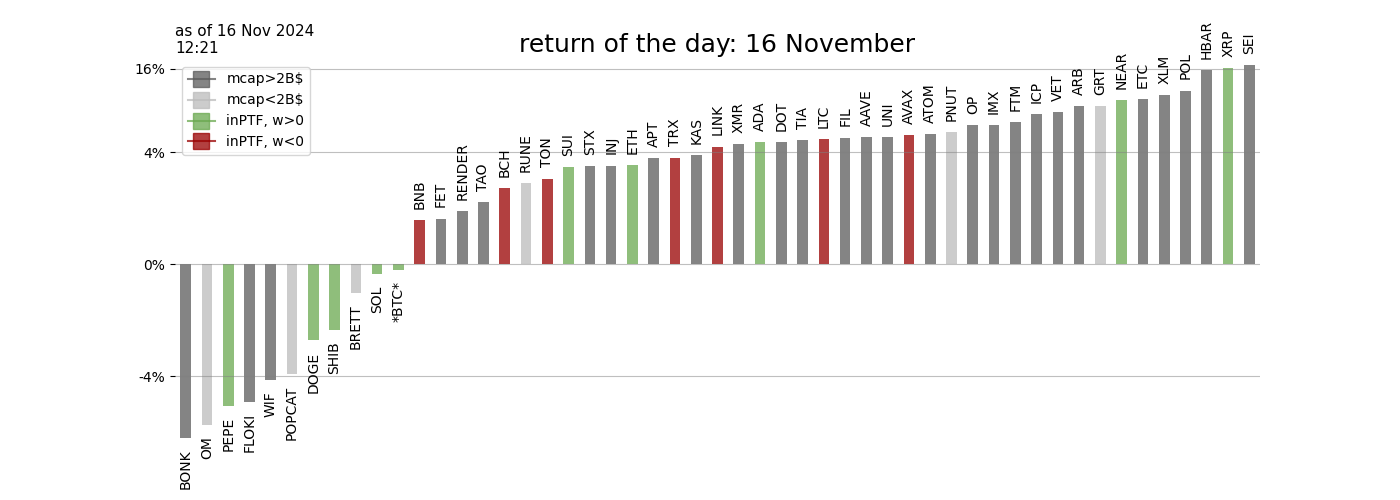 as of 16 Nov 2024
12:21
return of the day: 16 November
16%
4%
0%
-4%
mcap>2B$
mcap<2B$
inPTF, w>0
inPTF, w<0
BONK
OM
PEPE
FLOKI
WIF
POPCAT
DOGE
SHIB
BRETT
SOL
*BTC*
BNB
FET
RENDER
TAO
BCH
RUNE
TON
SUI
STX
INJ
ETH
APT
TRX
KAS
LINK
XMR
ADA
DOT
TIA
LTC
FIL
AAVE
UNI
AVAX
ATOM
PNUT
OP
IMX
FTM
ICP
VET
ARB
GRT
NEAR
ETC
XLM
POL
HBAR
XRP
SEI